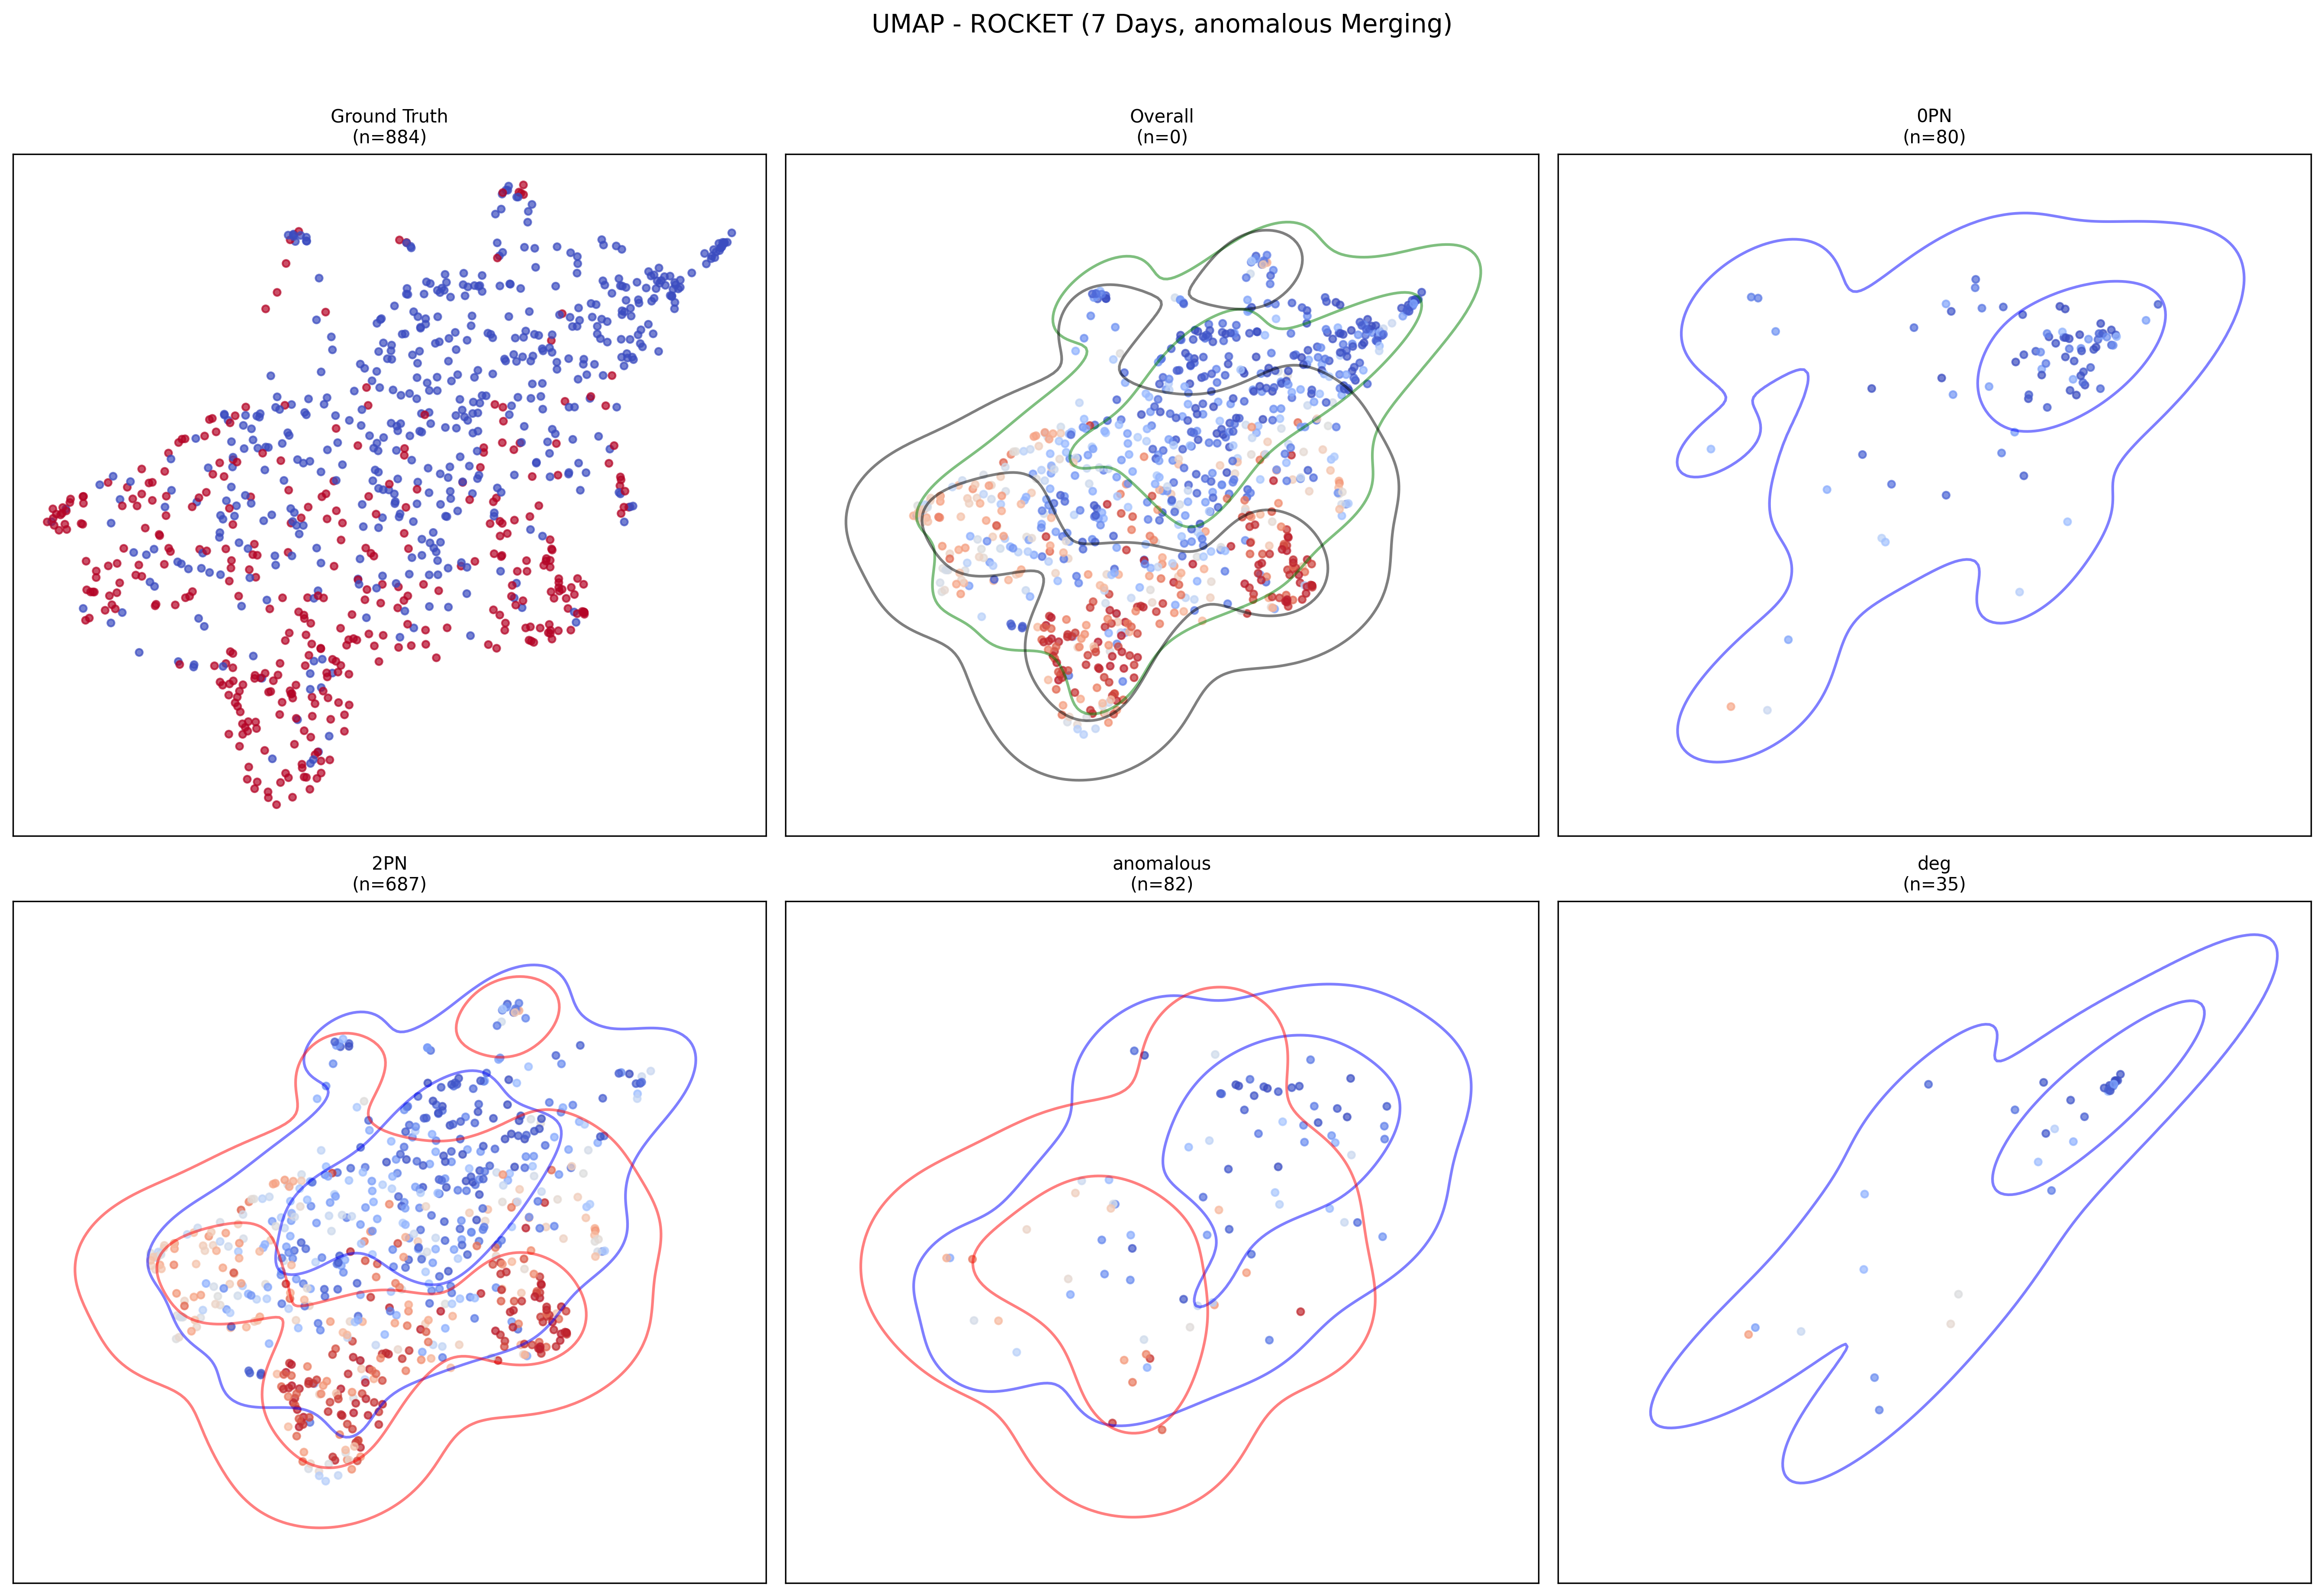 UMAP - ROCKET (7 Days, anomalous Merging)
Ground Truth
(n=884)
Overall
(n=0)
0PN
(n=80)
2PN
(n=687)
anomalous
(n=82)
deg
(n=35)